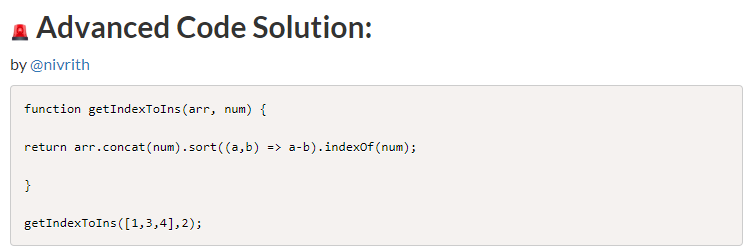 🚨 Advanced Code Solution:
by @nivrith
function getIndexToIns(arr, num) {
return arr.concat(num).sort((a,b) => a-b).indexOf(num);
}
getIndexToIns([1,3,4],2);